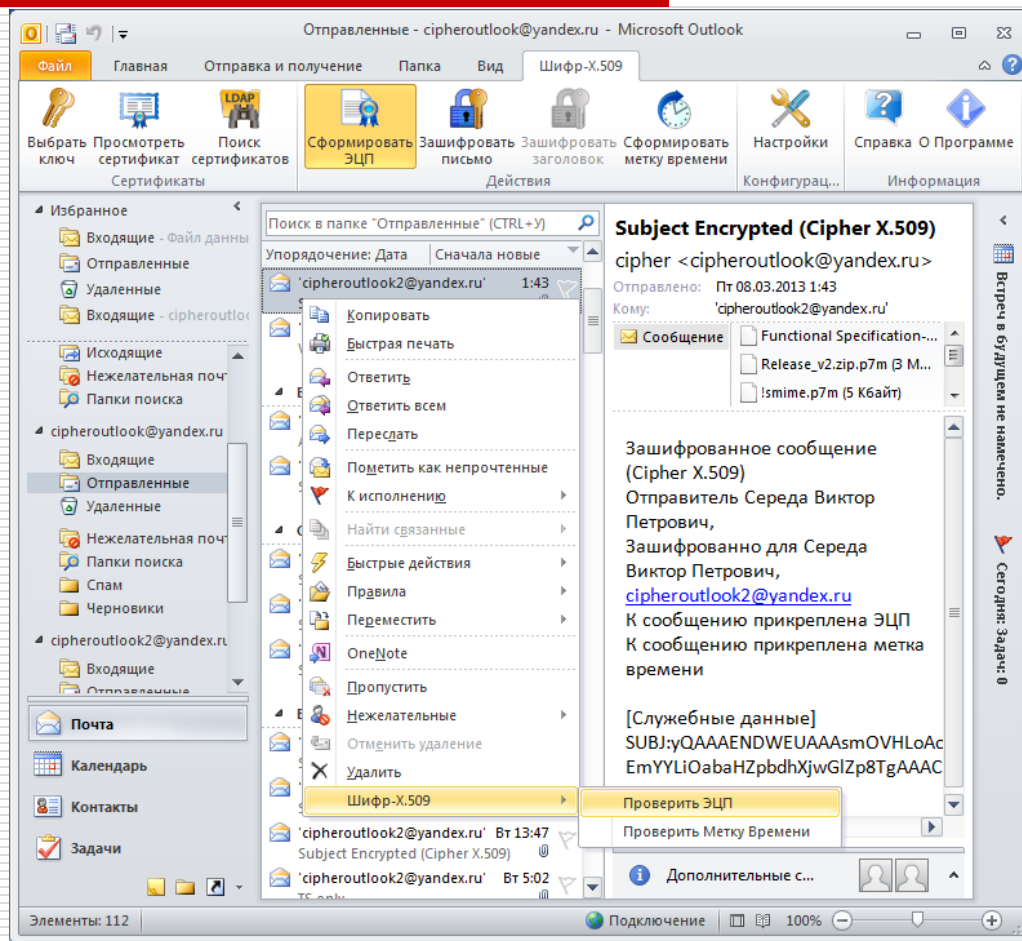 Отправленные - cipheroutlook@yandex.ru - Microsoft Outlook
Файл Главная Отправка и получение Папка Вид Шифр-X.509
LDAP
Выбрать ключ
Просмотреть сертификат
Поиск сертификатов
Сформировать ЭЦП
Зашифровать письмо
Зашифровать заголовок
Сформировать метку времени
Настройки
Справка
О Программе
Сертификаты Действия Конфигурац... Информация
Избранное
Входящие - Файл данны
Отправленные
Удаленные
Входящие - cipheroutlo
Исходящие
Нежелательная поч
Папки поиска
cipheroutlook@yandex.ru
Входящие
Отправленные
Удаленные
Нежелательная поч
Папки поиска
Спам
Черновики
cipheroutlook2@yandex.ru
Входящие
Отправленные
Почта
Календарь
Контакты
Задачи
Поиск в папке "Отправленные" (CTRL+У)
Упорядочение: Дата Сначала новые
'cipheroutlook2@yandex.ru' 1:43
Копировать
Быстрая печать
Ответить
Ответить всем
Переслать
Пометить как непрочтенные
К исполнению
Найти связанные
Быстрые действия
Правила
Переместить
OneNote
Пропустить
Нежелательные
Отменить удаление
Удалить
Шифр-X.509
Проверить ЭЦП
Проверить Метку Времени
'cipheroutlook2@yandex.ru' Вт 13:47
Subject Encrypted (Cipher X.509)
'cipheroutlook2@yandex.ru' Вт 5:02
TS only
Subject Encrypted (Cipher X.509)
cipher <cipheroutlook@yandex.ru>
Отправлено: Пт 08.03.2013 1:43
Кому: 'cipheroutlook2@yandex.ru'
Сообщение
Functional Specification-...
Release_v2.zip.p7m (3 М...
!smime.p7m (5 Кбайт)
Зашифрованное сообщение
(Cipher X.509)
Отправитель Середа Виктор
Петрович,
Зашифрованно для Середа
Виктор Петрович,
cipheroutlook2@yandex.ru
К сообщению прикреплена ЭЦП
К сообщению прикреплена метка
времени
[Служебные данные]
SUBJ:yQAAAENDWEUAAAsmOVHLoAc
EmYYLiOabaHZpbdhXjwGlZp8TgAAAC
Дополнительные с...
Встреч в будущем не намечено.
Сегодня: Задач: 0
Элементы: 112
Подключение
100%